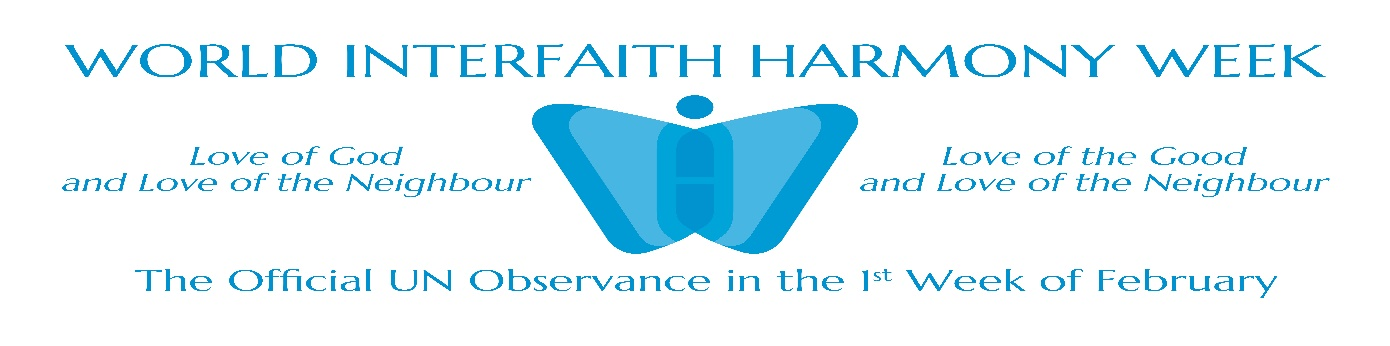 WORLD INTERFAITH HARMONY WEEK
Love of God
and Love of the Neighbour
Love of the Good
and Love of the Neighbour
The Official UN Observance in the 1st Week of February